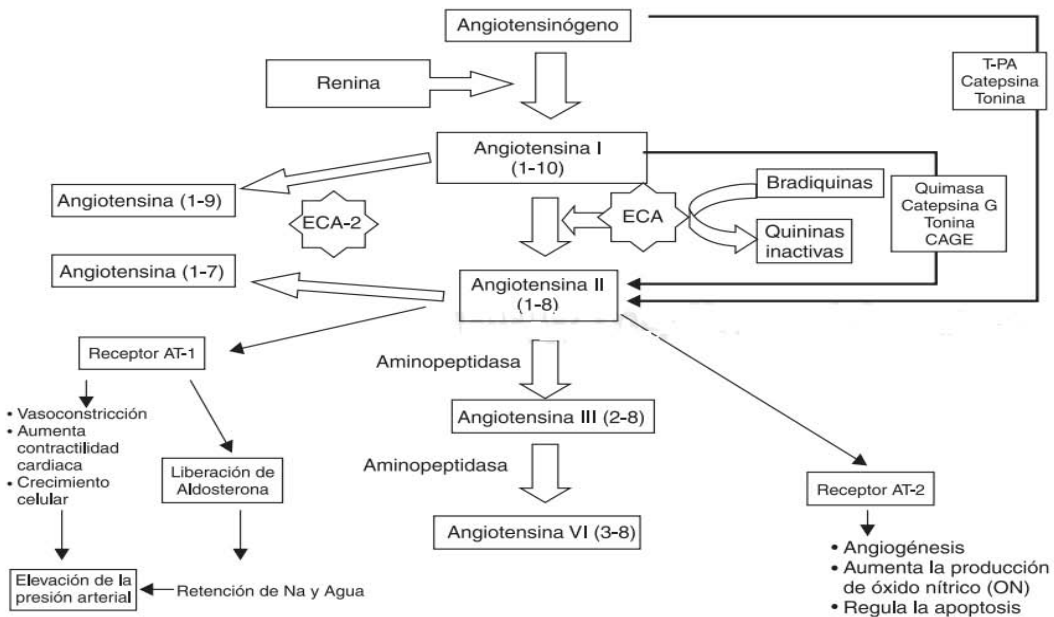 Angiotensinógeno
Renina
T-PA
Catepsina
Tonina
Angiotensina I
(1-10)
Angiotensina (1-9)
ECA-2
ECA
Bradiquinas
Quininas
inactivas
Quimasa
Catepsina G
Tonina
CAGE
Angiotensina (1-7)
Angiotensina II
(1-8)
Receptor AT-1
Aminopeptidasa
• Vasoconstricción
• Aumenta
contractilidad
cardiaca
• Crecimiento
celular
Angiotensina III (2-8)
Liberación de
Aldosterona
Aminopeptidasa
Receptor AT-2
Angiotensina VI (3-8)
• Angiogénesis
• Aumenta la producción
de óxido nítrico (ON)
• Regula la apoptosis
Elevación de la
presión arterial
Retención de Na y Agua